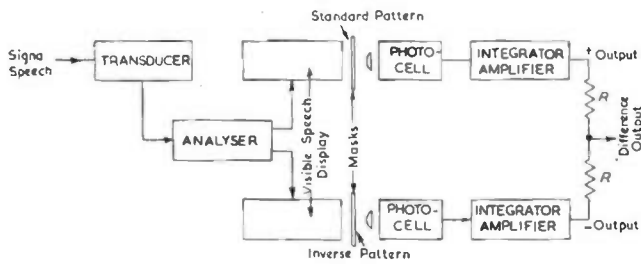 Standard Pattern
Signa
Speech
TRANSDUCER
ANALYSER
Visible Speech
Display
Masks
PHOTO-
CELL
INTEGRATOR
AMPLIFIER
+ Output
R
Difference
Output
R
PHOTO-
CELL
INTEGRATOR
AMPLIFIER
-Output
Inverse Pattern